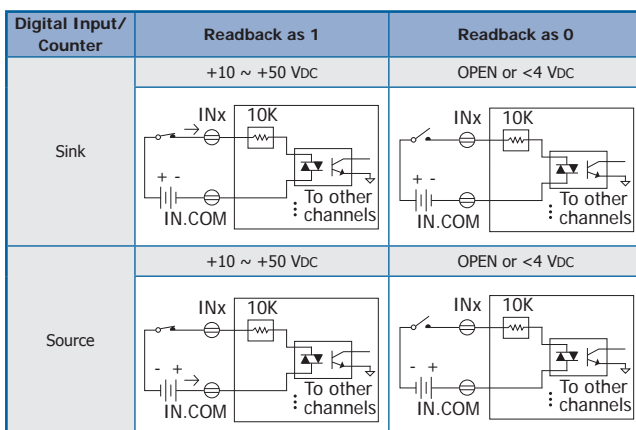 Digital Input/
Counter
Readback as 1
Readback as 0
Sink
+10 ~ +50 VDC
OPEN or <4 VDC
INx
10K
+ -
IN.COM
To other
channels
INx
10K
+ -
IN.COM
To other
channels
Source
+10 ~ +50 VDC
OPEN or <4 VDC
INx
10K
- +
IN.COM
To other
channels
INx
10K
- +
IN.COM
To other
channels